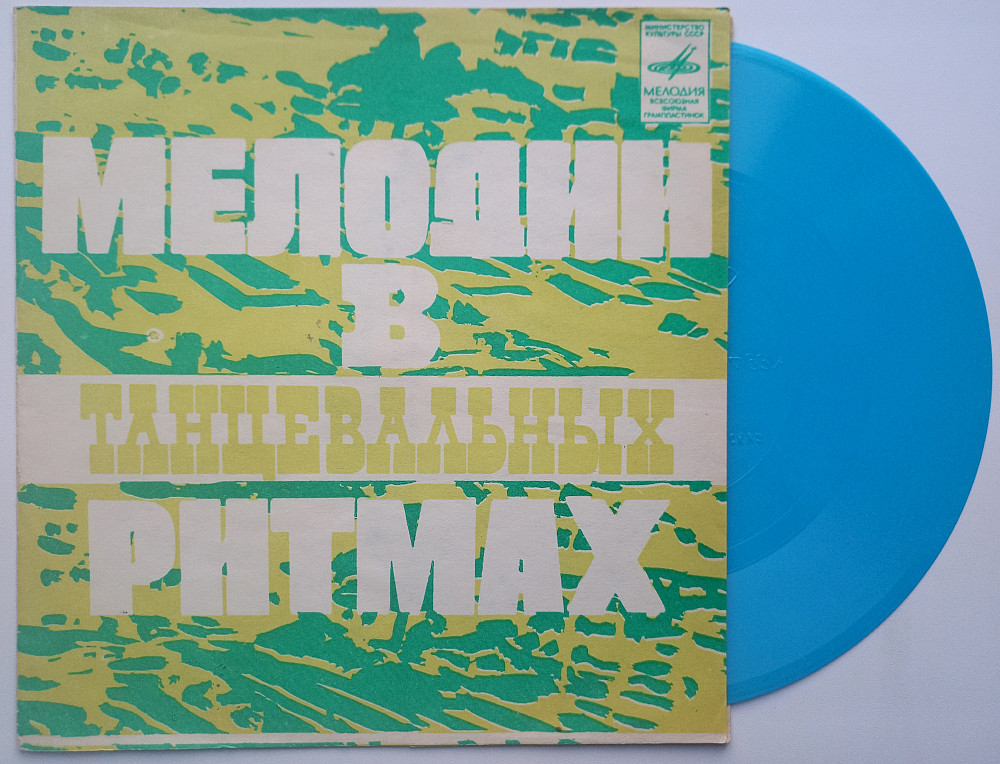 МИНИСТЕРСТВО
КУЛЬТУРЫ СССР
МЕЛОДИЯ
ВСЕСОЮЗНАЯ
ФИРМА
ГРАМПЛАСТИНОК
МЕЛОДИИ
В
ТАНЦЕВАЛЬНЫХ
РИТМАХ